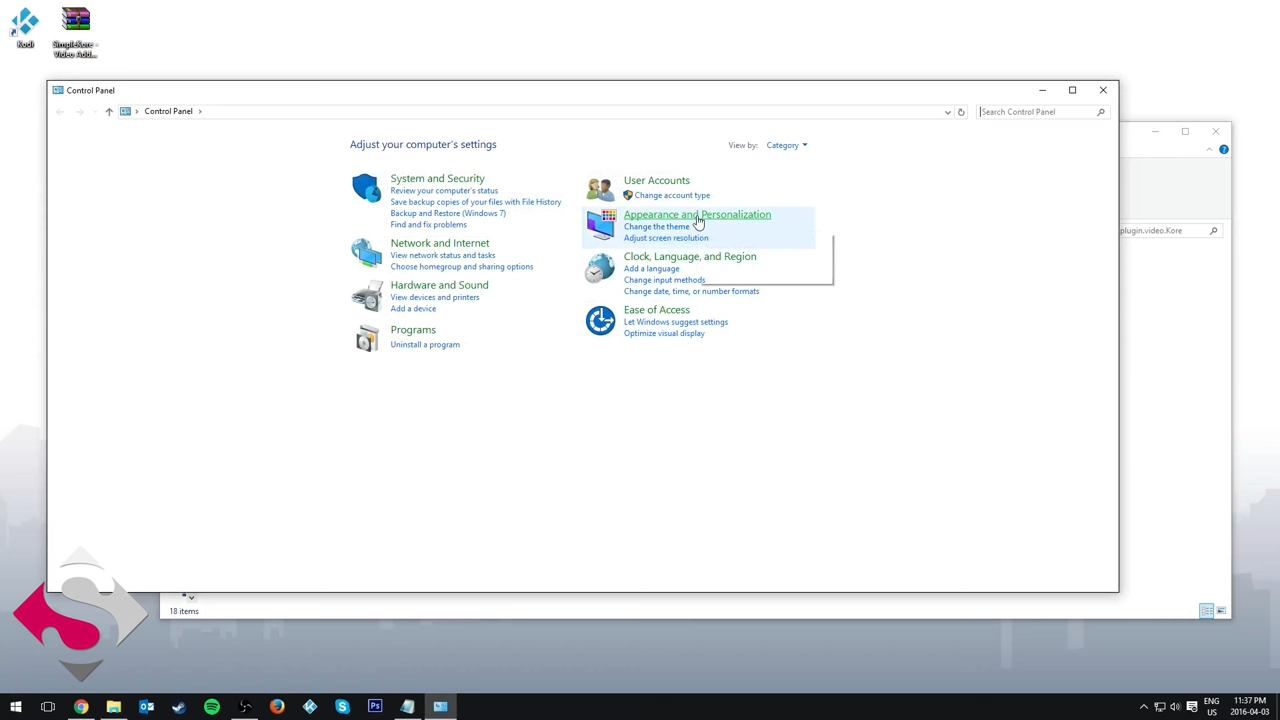 Kodi
SimpleKore -
Video Add...
Control Panel
Control Panel
Search Control Panel
Adjust your computer's settings
View by: Category
System and Security
Review your computer's status
Save backup copies of your files with File History
Backup and Restore (Windows 7)
Find and fix problems
Network and Internet
View network status and tasks
Choose homegroup and sharing options
Hardware and Sound
View devices and printers
Add a device
Programs
Uninstall a program
User Accounts
Change account type
Appearance and Personalization
Change the theme
Adjust screen resolution
Clock, Language, and Region
Add a language
Change input methods
Change date, time, or number formats
Ease of Access
Let Windows suggest settings
Optimize visual display
plugin.video.Kore
18 items
S
Ps
ENG
US
11:37 PM
2016-04-03